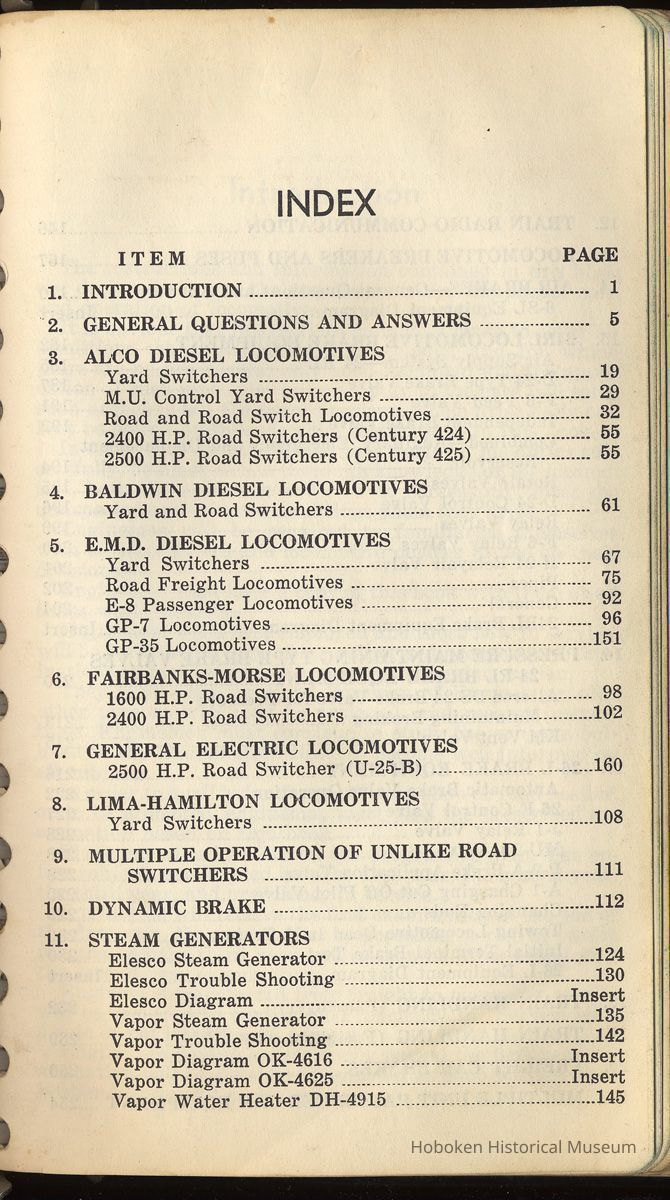 INDEX
ITEM PAGE
1. INTRODUCTION 1
2. GENERAL QUESTIONS AND ANSWERS 5
3. ALCO DIESEL LOCOMOTIVES
Yard Switchers 19
M.U. Control Yard Switchers 29
Road and Road Switch Locomotives 32
2400 H.P. Road Switchers (Century 424) 55
2500 H.P. Road Switchers (Century 425) 55
4. BALDWIN DIESEL LOCOMOTIVES
Yard and Road Switchers 61
5. E.M.D. DIESEL LOCOMOTIVES
Yard Switchers 67
Road Freight Locomotives 75
E-8 Passenger Locomotives 92
GP-7 Locomotives 96
GP-35 Locomotives 151
6. FAIRBANKS-MORSE LOCOMOTIVES
1600 H.P. Road Switchers 98
2400 H.P. Road Switchers 102
7. GENERAL ELECTRIC LOCOMOTIVES
2500 H.P. Road Switcher (U-25-B) 160
8. LIMA-HAMILTON LOCOMOTIVES
Yard Switchers 108
9. MULTIPLE OPERATION OF UNLIKE ROAD
SWITCHERS 111
10. DYNAMIC BRAKE 112
11. STEAM GENERATORS
Elesco Steam Generator 124
Elesco Trouble Shooting 130
Elesco Diagram Insert
Vapor Steam Generator 135
Vapor Trouble Shooting 142
Vapor Diagram OK-4616 Insert
Vapor Diagram OK-4625 Insert
Vapor Water Heater DH-4915 145
Hoboken Historical Museum